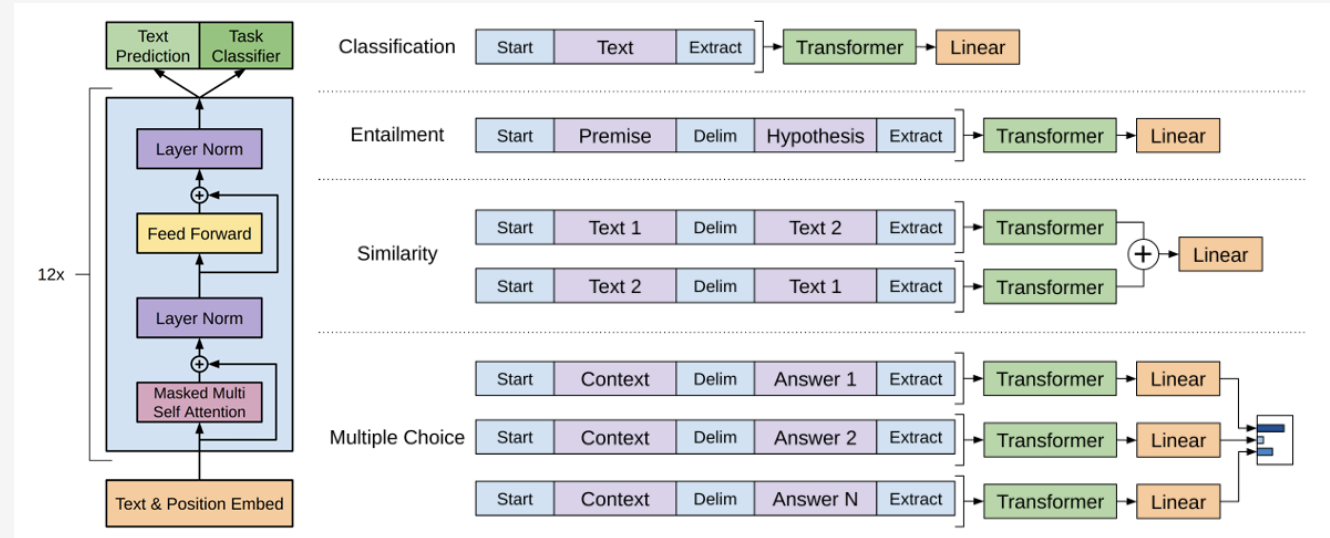 Text Prediction
Task Classifier
12x
Layer Norm
Feed Forward
Layer Norm
Masked Multi
Self Attention
Text & Position Embed
Classification
Start Text Extract Transformer Linear
Entailment
Start Premise Delim Hypothesis Extract Transformer Linear
Similarity
Start Text 1 Delim Text 2 Extract Transformer
Start Text 2 Delim Text 1 Extract Transformer
Linear
Multiple Choice
Start Context Delim Answer 1 Extract Transformer Linear
Start Context Delim Answer 2 Extract Transformer Linear
Start Context Delim Answer N Extract Transformer Linear